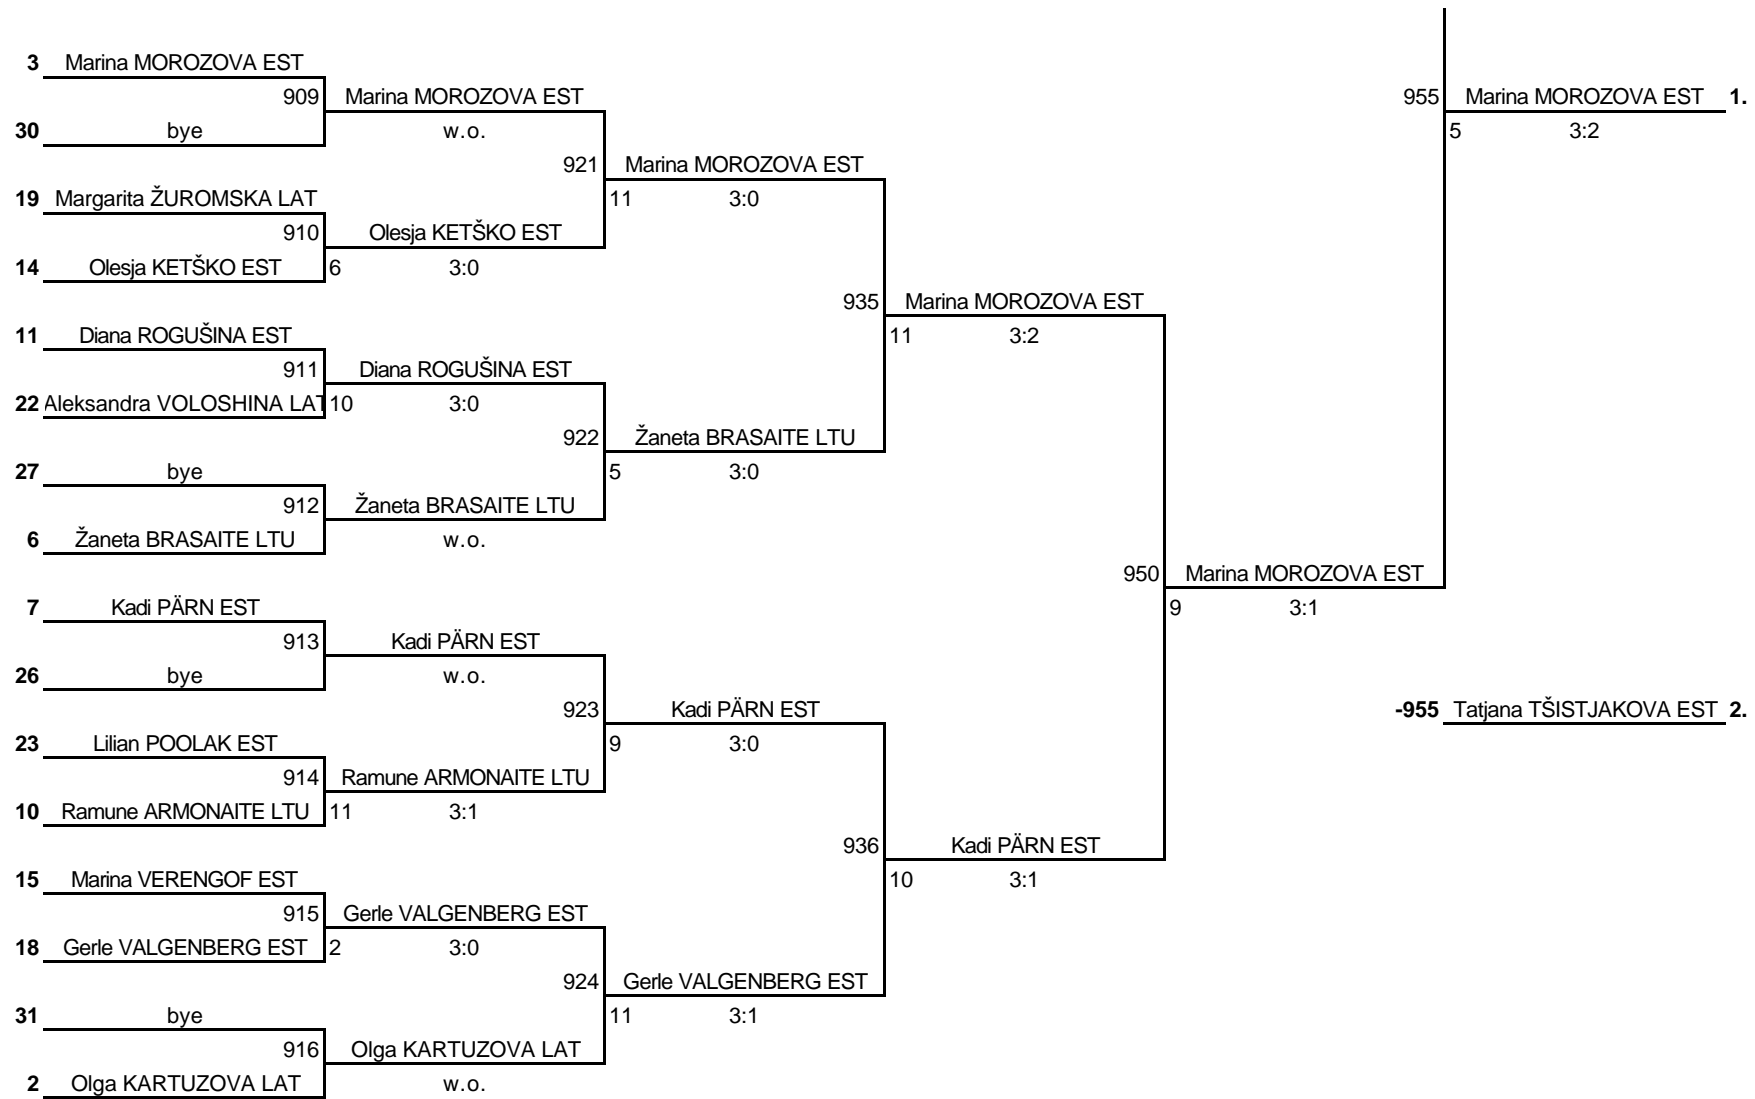 3 Marina MOROZOVA EST
909 Marina MOROZOVA EST 955 Marina MOROZOVA EST 1.
30 bye w.o. 5 3:2
921 Marina MOROZOVA EST
19 Margarita ŽUROMSKA LAT 11 3:0
910 Olesja KETŠKO EST
14 Olesja KETŠKO EST 6 3:0
935 Marina MOROZOVA EST
11 Diana ROGUŠINA EST 11 3:2
911 Diana ROGUŠINA EST
22 Aleksandra VOLOSHINA LAT 10 3:0
922 Žaneta BRASAITE LTU
27 bye 5 3:0
912 Žaneta BRASAITE LTU
6 Žaneta BRASAITE LTU w.o.
950 Marina MOROZOVA EST
7 Kadi PÄRN EST 9 3:1
913 Kadi PÄRN EST
26 bye w.o.
923 Kadi PÄRN EST -955 Tatjana TŠISTJAKOVA EST 2.
23 Lilian POOLAK EST 9 3:0
914 Ramune ARMONAITE LTU
10 Ramune ARMONAITE LTU 11 3:1
936 Kadi PÄRN EST
15 Marina VERENGOF EST 10 3:1
915 Gerle VALGENBERG EST
18 Gerle VALGENBERG EST 2 3:0
924 Gerle VALGENBERG EST
31 bye 11 3:1
916 Olga KARTUZOVA LAT
2 Olga KARTUZOVA LAT w.o.